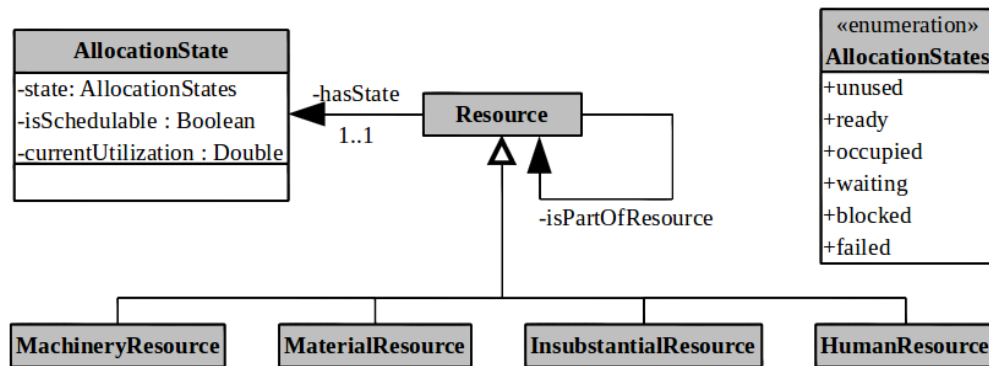 AllocationState
-state: AllocationStates
-isSchedulable : Boolean
-currentUtilization : Double
-hasState
1..1
Resource
-isPartOfResource
«enumeration»
AllocationStates
+unused
+ready
+occupied
+waiting
+blocked
+failed
MachineryResource
MaterialResource
InsubstantialResource
HumanResource